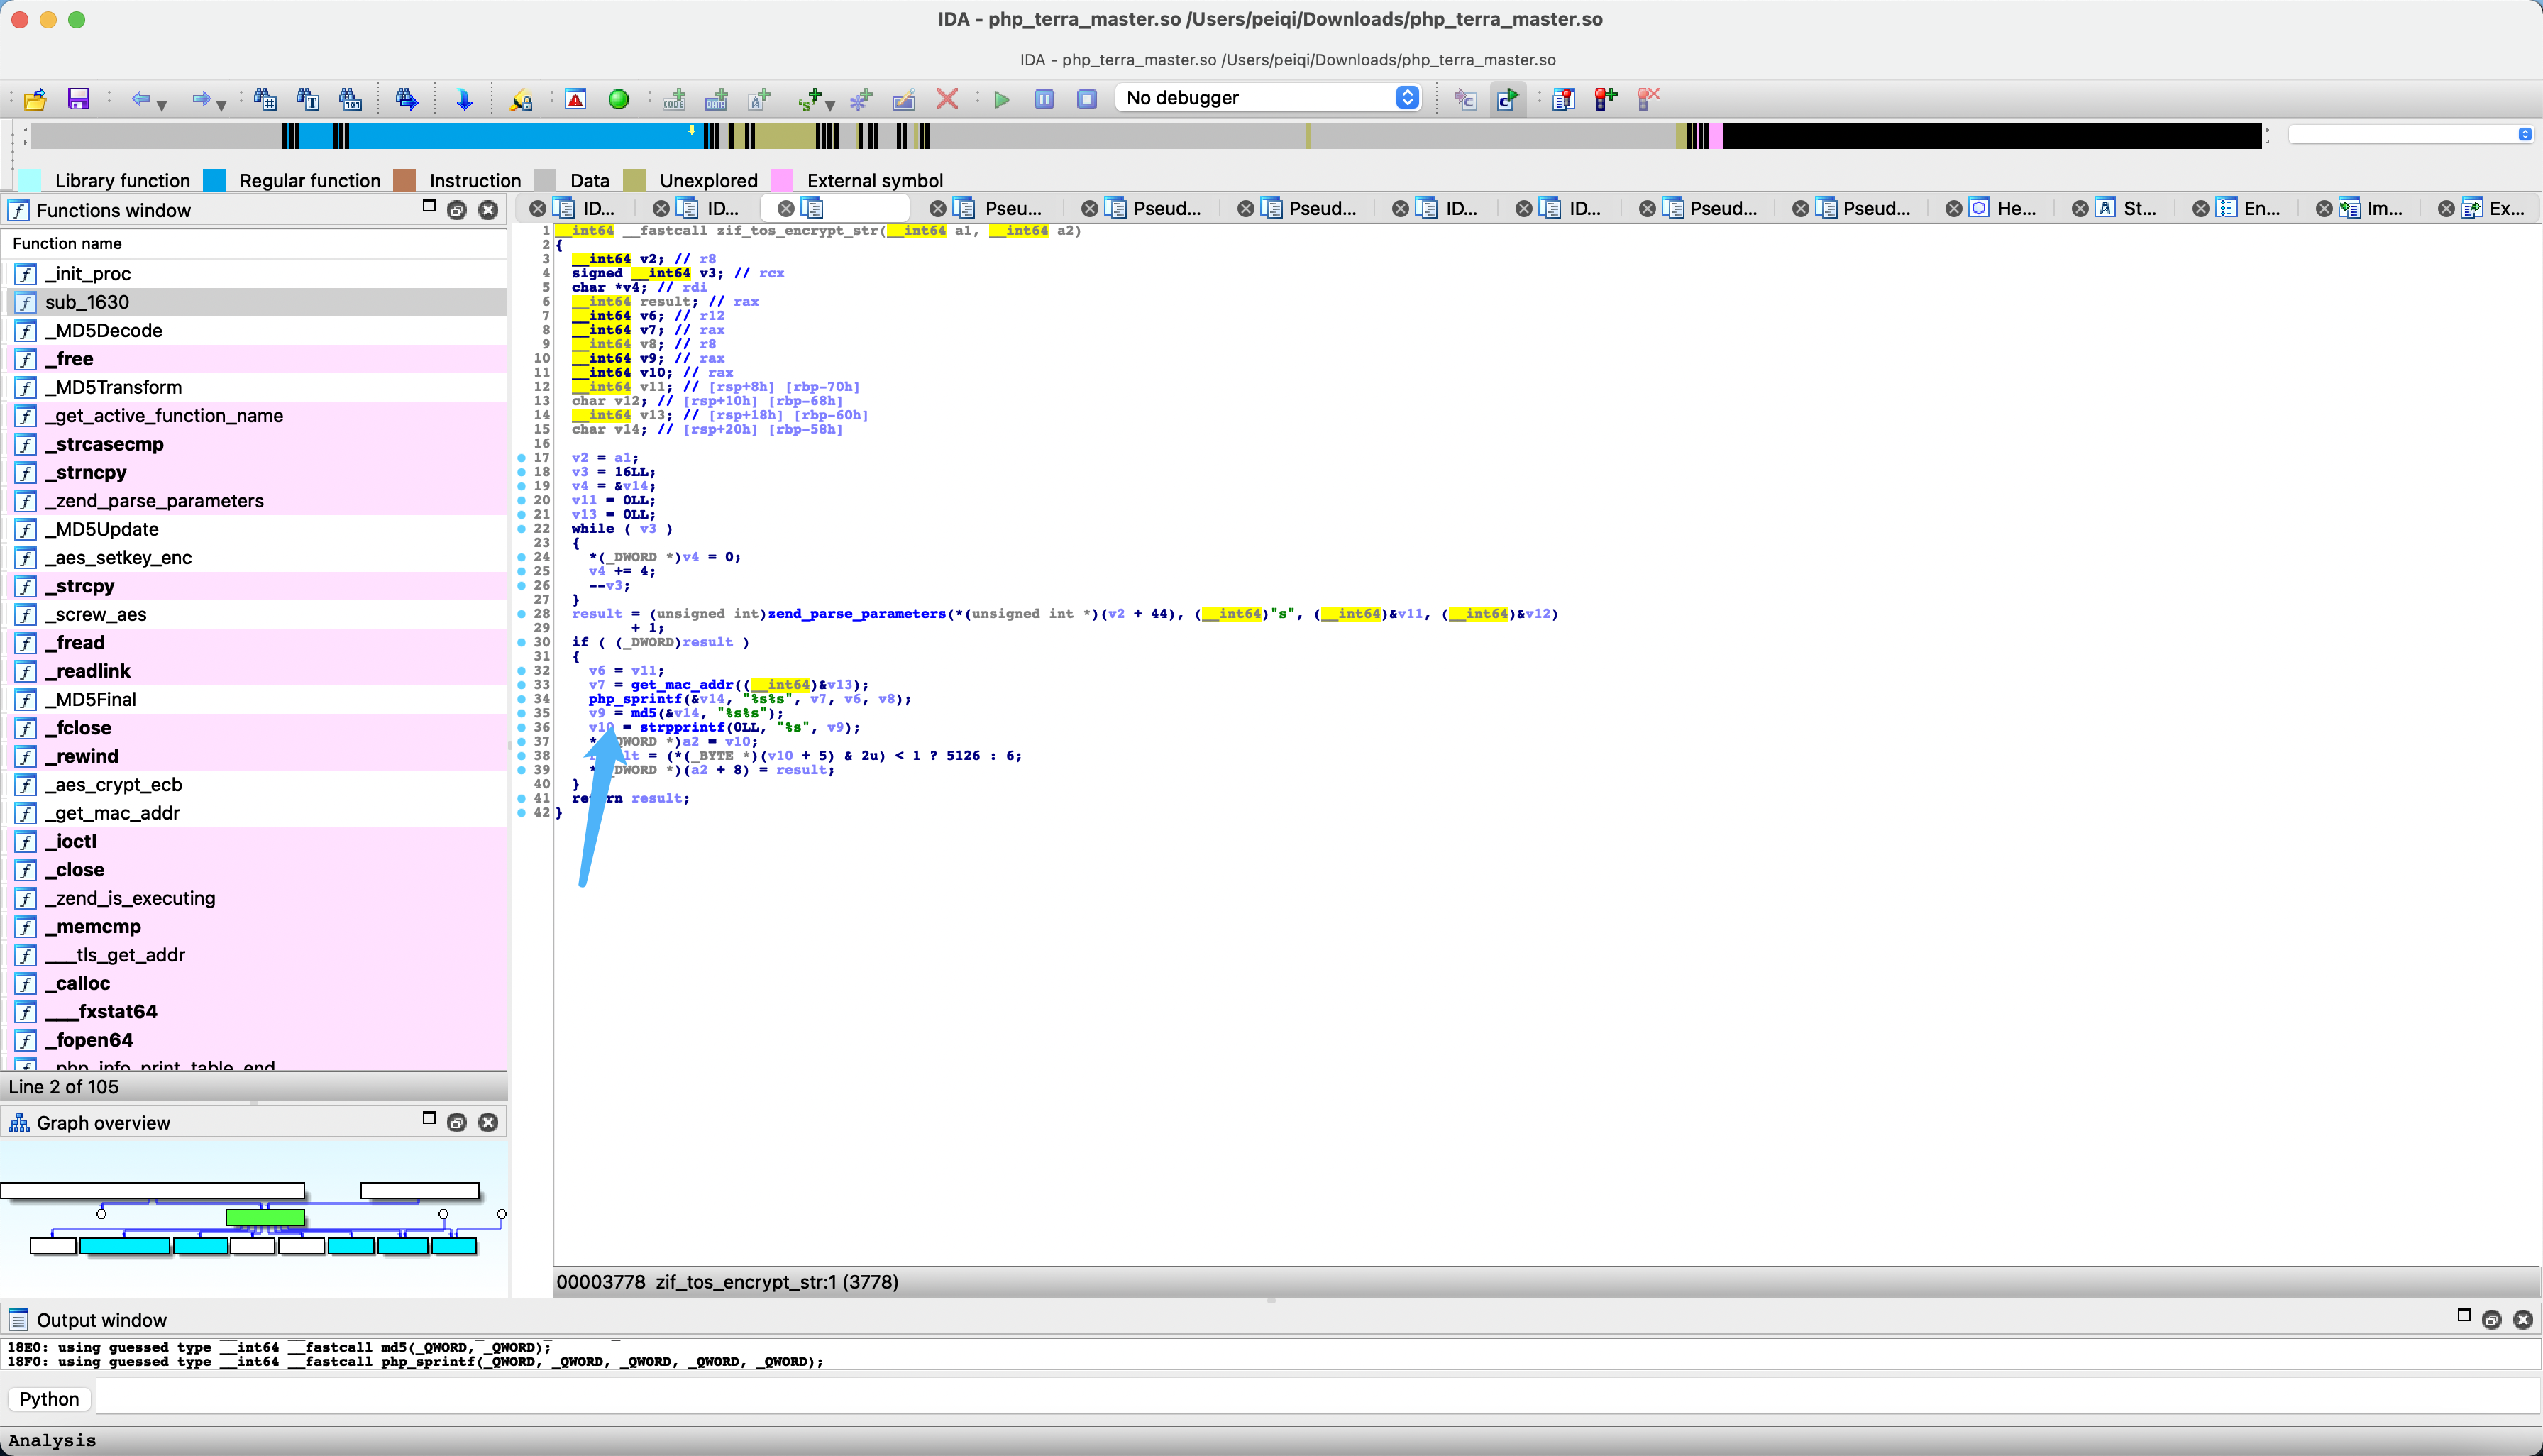 IDA - php_terra_master.so /Users/peiqi/Downloads/php_terra_master.so
IDA - php_terra_master.so /Users/peiqi/Downloads/php_terra_master.so
No debugger
Library function Regular function Instruction Data Unexplored External symbol
Functions window
ID... ID... Pseu... Pseud... Pseud... ID... ID... Pseud... Pseud... He... St... En... Im... Ex...
Function name
_init_proc
sub_1630
_MD5Decode
_free
_MD5Transform
_get_active_function_name
_strcasecmp
_strncpy
_zend_parse_parameters
_MD5Update
_aes_setkey_enc
_strcpy
_screw_aes
_fread
_readlink
_MD5Final
_fclose
_rewind
_aes_crypt_ecb
_get_mac_addr
_ioctl
_close
_zend_is_executing
_memcmp
___tls_get_addr
_calloc
___fxstat64
_fopen64
_php_info_print_table_end
Line 2 of 105
1 __int64 __fastcall zif_tos_encrypt_str(__int64 a1, __int64 a2)
2 {
3 __int64 v2; // r8
4 signed __int64 v3; // rcx
5 char *v4; // rdi
6 __int64 result; // rax
7 __int64 v6; // r12
8 __int64 v7; // rax
9 __int64 v8; // r8
10 __int64 v9; // rax
11 __int64 v10; // rax
12 __int64 v11; // [rsp+8h] [rbp-70h]
13 char v12; // [rsp+10h] [rbp-68h]
14 __int64 v13; // [rsp+18h] [rbp-60h]
15 char v14; // [rsp+20h] [rbp-58h]
16
17 v2 = a1;
18 v3 = 16LL;
19 v4 = &v14;
20 v11 = 0LL;
21 v13 = 0LL;
22 while ( v3 )
23 {
24 *(_DWORD *)v4 = 0;
25 v4 += 4;
26 --v3;
27 }
28 result = (unsigned int)zend_parse_parameters(*(unsigned int *)(v2 + 44), (__int64)"s", (__int64)&v11, (__int64)&v12)
29 + 1;
30 if ( (_DWORD)result )
31 {
32 v6 = v11;
33 v7 = get_mac_addr((__int64)&v13);
34 php_sprintf(&v14, "%s%s", v7, v6, v8);
35 v9 = md5(&v14, "%s%s");
36 v10 = strpprintf(0LL, "%s", v9);
37 * QWORD *)a2 = v10;
38 lt = (*(_BYTE *)(v10 + 5) & 2u) < 1 ? 5126 : 6;
39 * _DWORD *)(a2 + 8) = result;
40 }
41 re rn result;
42 }
00003778 zif_tos_encrypt_str:1 (3778)
Graph overview
Output window
18E0: using guessed type __int64 __fastcall md5(_QWORD, _QWORD);
18F0: using guessed type __int64 __fastcall php_sprintf(_QWORD, _QWORD, _QWORD, _QWORD, _QWORD);
Python
Analysis